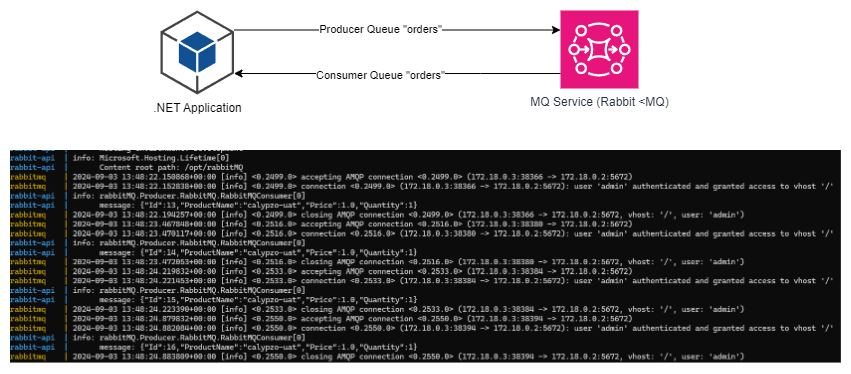 Producer Queue "orders"
Consumer Queue "orders"
.NET Application
MQ Service (Rabbit <MQ)
rabbit-api | info: Microsoft.Hosting.Lifetime[0]
rabbit-api | Content root path: /opt/rabbitMQ
rabbitmq | 2024-09-03 13:48:22.150868+00:00 [info] <0.2499.0> accepting AMQP connection <0.2499.0> (172.18.0.3:38366 -> 172.18.0.2:5672)
rabbitmq | 2024-09-03 13:48:22.152838+00:00 [info] <0.2499.0> connection <0.2499.0> (172.18.0.3:38366 -> 172.18.0.2:5672): user 'admin' authenticated and granted access to vhost '/'
rabbit-api | info: rabbitMQ.Producer.RabbitMQ.RabbitMQConsumer[0]
rabbit-api | message: {"Id":13,"ProductName":"calypzo-uat","Price":1.0,"Quantity":1}
rabbitmq | 2024-09-03 13:48:22.194257+00:00 [info] <0.2499.0> closing AMQP connection <0.2499.0> (172.18.0.3:38366 -> 172.18.0.2:5672, vhost: '/', user: 'admin')
rabbitmq | 2024-09-03 13:48:23.467848+00:00 [info] <0.2516.0> accepting AMQP connection <0.2516.0> (172.18.0.3:38380 -> 172.18.0.2:5672)
rabbitmq | 2024-09-03 13:48:23.470117+00:00 [info] <0.2516.0> connection <0.2516.0> (172.18.0.3:38380 -> 172.18.0.2:5672): user 'admin' authenticated and granted access to vhost '/'
rabbit-api | info: rabbitMQ.Producer.RabbitMQ.RabbitMQConsumer[0]
rabbit-api | message: {"Id":14,"ProductName":"calypzo-uat","Price":1.0,"Quantity":1}
rabbitmq | 2024-09-03 13:48:23.472053+00:00 [info] <0.2516.0> closing AMQP connection <0.2516.0> (172.18.0.3:38380 -> 172.18.0.2:5672, vhost: '/', user: 'admin')
rabbitmq | 2024-09-03 13:48:24.219832+00:00 [info] <0.2533.0> accepting AMQP connection <0.2533.0> (172.18.0.3:38384 -> 172.18.0.2:5672)
rabbitmq | 2024-09-03 13:48:24.221453+00:00 [info] <0.2533.0> connection <0.2533.0> (172.18.0.3:38384 -> 172.18.0.2:5672): user 'admin' authenticated and granted access to vhost '/'
rabbit-api | info: rabbitMQ.Producer.RabbitMQ.RabbitMQConsumer[0]
rabbit-api | message: {"Id":15,"ProductName":"calypzo-uat","Price":1.0,"Quantity":1}
rabbitmq | 2024-09-03 13:48:24.223390+00:00 [info] <0.2533.0> closing AMQP connection <0.2533.0> (172.18.0.3:38384 -> 172.18.0.2:5672, vhost: '/', user: 'admin')
rabbitmq | 2024-09-03 13:48:24.879832+00:00 [info] <0.2550.0> accepting AMQP connection <0.2550.0> (172.18.0.3:38394 -> 172.18.0.2:5672)
rabbitmq | 2024-09-03 13:48:24.882084+00:00 [info] <0.2550.0> connection <0.2550.0> (172.18.0.3:38394 -> 172.18.0.2:5672): user 'admin' authenticated and granted access to vhost '/'
rabbit-api | info: rabbitMQ.Producer.RabbitMQ.RabbitMQConsumer[0]
rabbit-api | message: {"Id":16,"ProductName":"calypzo-uat","Price":1.0,"Quantity":1}
rabbitmq | 2024-09-03 13:48:24.883809+00:00 [info] <0.2550.0> closing AMQP connection <0.2550.0> (172.18.0.3:38394 -> 172.18.0.2:5672, vhost: '/', user: 'admin')